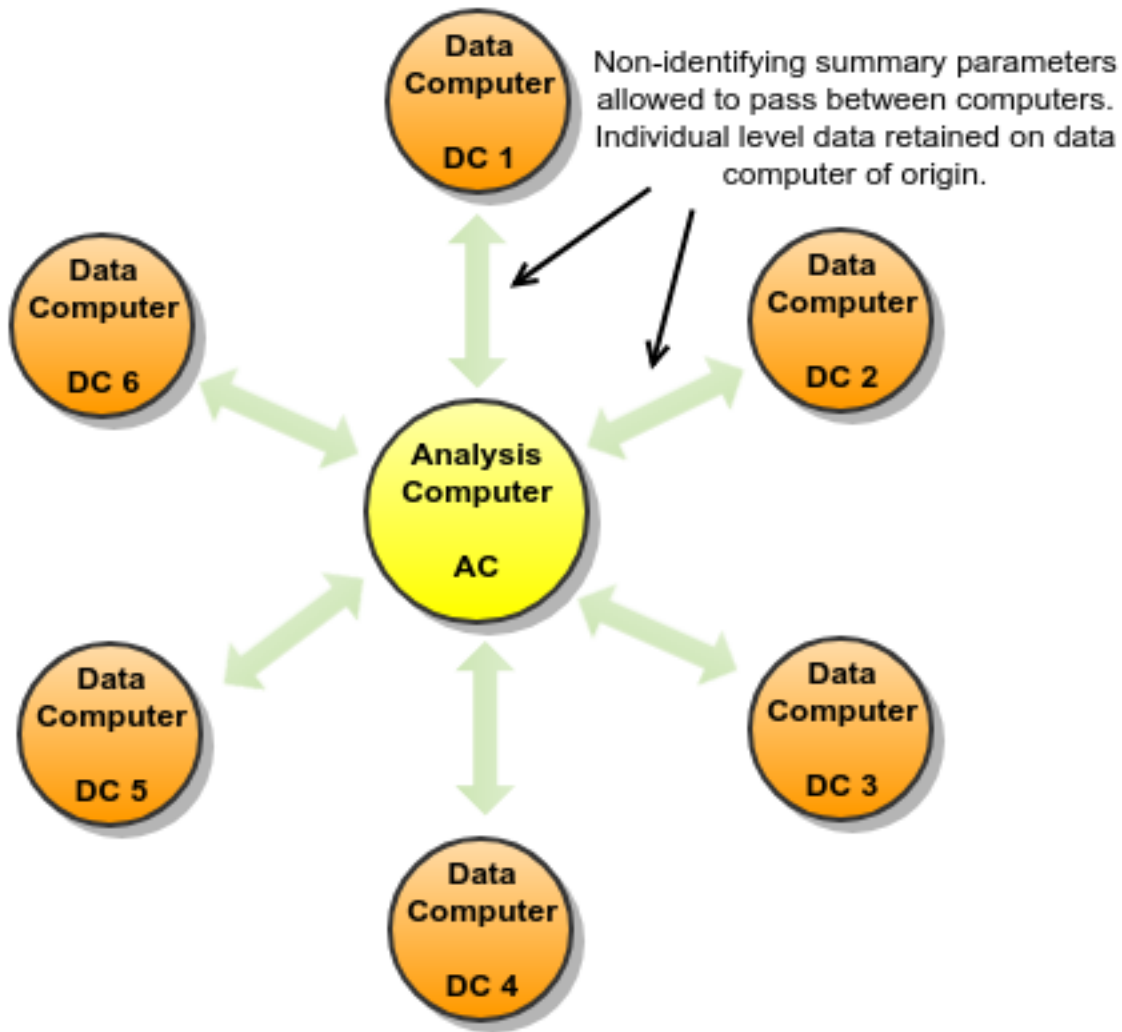 Data
Computer
DC 1
Non-identifying summary parameters
allowed to pass between computers.
Individual level data retained on data
computer of origin.
Data
Computer
DC 6
Data
Computer
DC 2
Analysis
Computer
AC
Data
Computer
DC 5
Data
Computer
DC 3
Data
Computer
DC 4